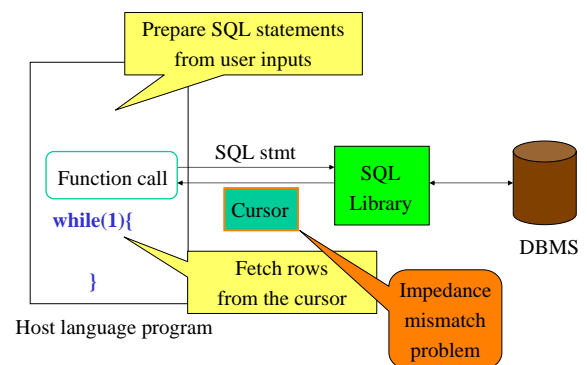 Prepare SQL statements
from user inputs
SQL stmt
Function call
SQL
Library
Cursor
while(1){
DBMS
Fetch rows
from the cursor
}
Impedance
mismatch
problem
Host language program